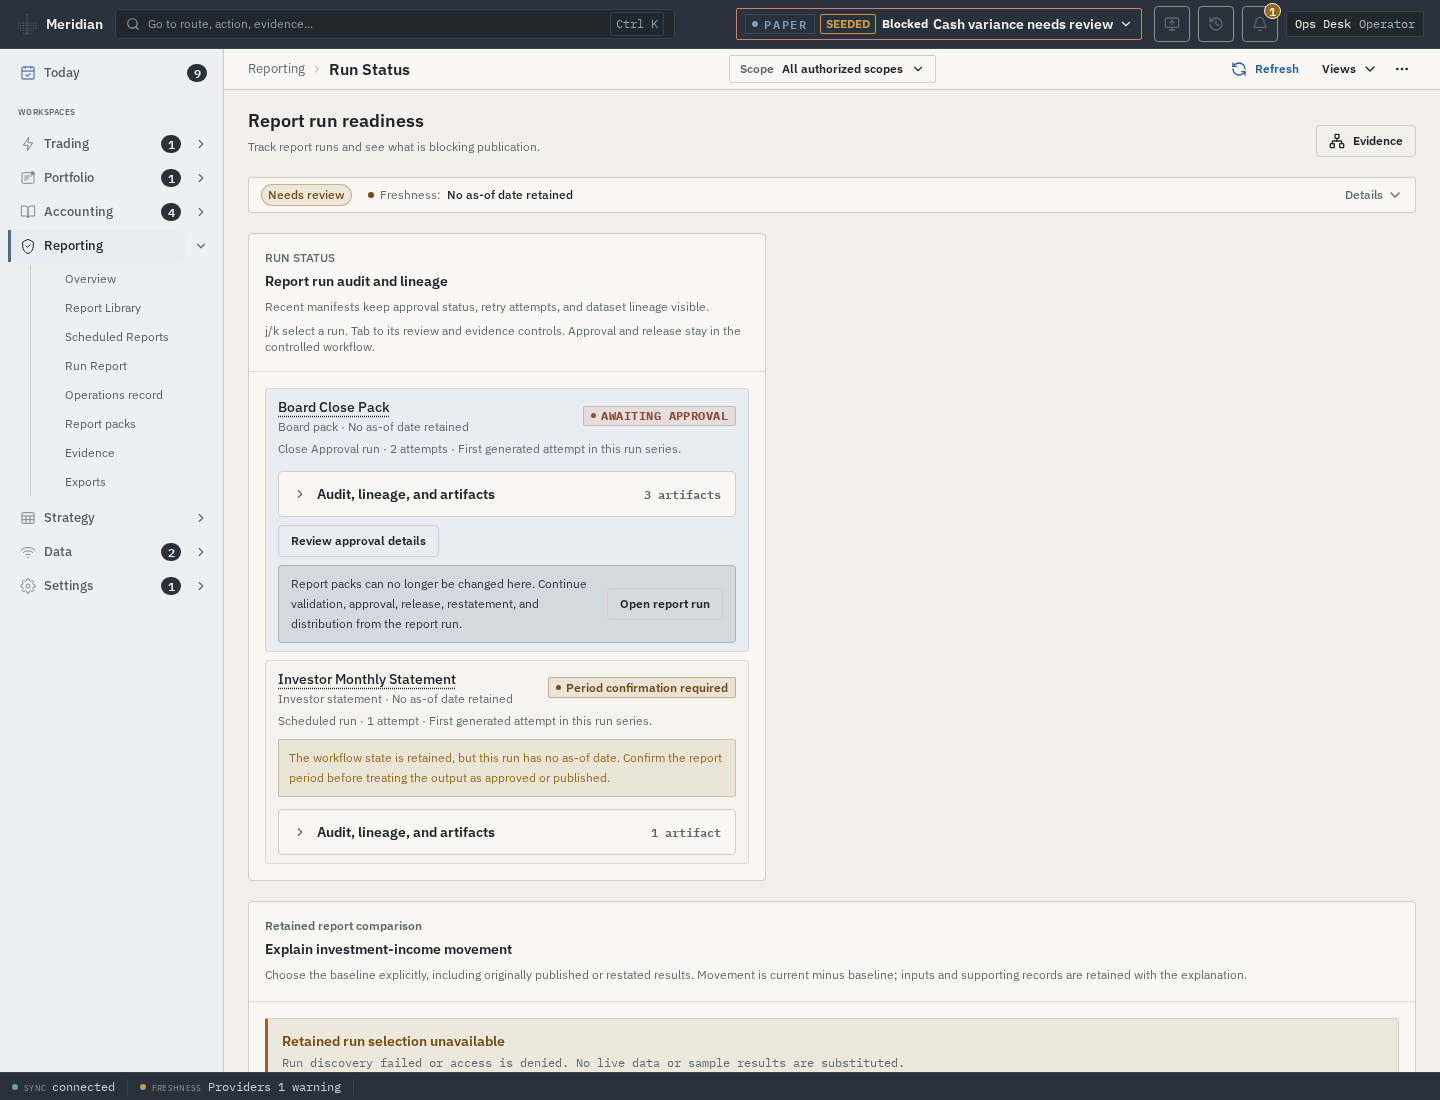 Meridian
Go to route, action, evidence...
Ctrl K
PAPER
SEEDED
Blocked Cash variance needs review
1
Ops Desk Operator
Today 9
WORKSPACES
Trading 1
Portfolio 1
Accounting 4
Reporting
Overview
Report Library
Scheduled Reports
Run Report
Operations record
Report packs
Evidence
Exports
Strategy
Data 2
Settings 1
Reporting Run Status
Scope All authorized scopes
Refresh
Views
Report run readiness
Track report runs and see what is blocking publication.
Evidence
Needs review
Freshness: No as-of date retained
Details
RUN STATUS
Report run audit and lineage
Recent manifests keep approval status, retry attempts, and dataset lineage visible.
j/k select a run. Tab to its review and evidence controls. Approval and release stay in the
controlled workflow.
Board Close Pack
AWAITING APPROVAL
Board pack · No as-of date retained
Close Approval run · 2 attempts · First generated attempt in this run series.
Audit, lineage, and artifacts
3 artifacts
Review approval details
Report packs can no longer be changed here. Continue
validation, approval, release, restatement, and
distribution from the report run.
Open report run
Investor Monthly Statement
Period confirmation required
Investor statement · No as-of date retained
Scheduled run · 1 attempt · First generated attempt in this run series.
The workflow state is retained, but this run has no as-of date. Confirm the report
period before treating the output as approved or published.
Audit, lineage, and artifacts
1 artifact
Retained report comparison
Explain investment-income movement
Choose the baseline explicitly, including originally published or restated results. Movement is current minus baseline; inputs and supporting records are retained with the explanation.
Retained run selection unavailable
Run discovery failed or access is denied. No live data or sample results are substituted.
SYNC connected
FRESHNESS Providers 1 warning